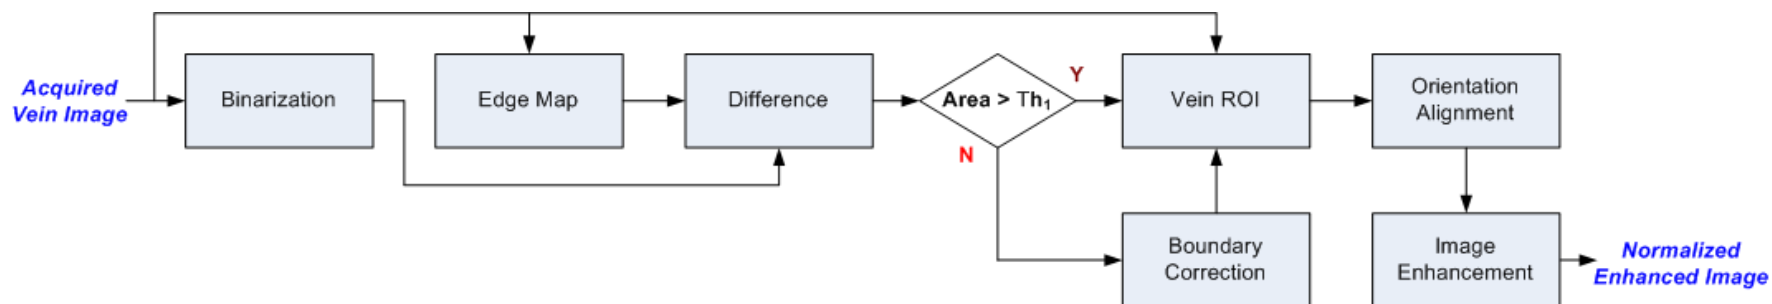 Acquired
Vein Image
Binarization
Edge Map
Difference
Area > Th₁
Y
N
Vein ROI
Orientation
Alignment
Boundary
Correction
Image
Enhancement
Normalized
Enhanced Image